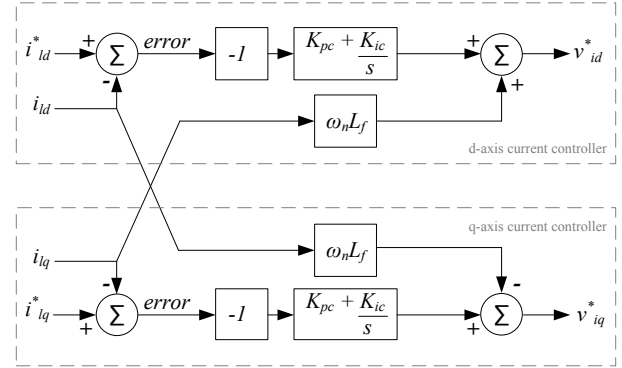 i*ld + Σ error -1 Kpc + Kic/s + Σ v*id
- +
ild ωnLf
d-axis current controller
q-axis current controller
ilq ωnLf
- -
i*lq + Σ error -1 Kpc + Kic/s + Σ v*iq